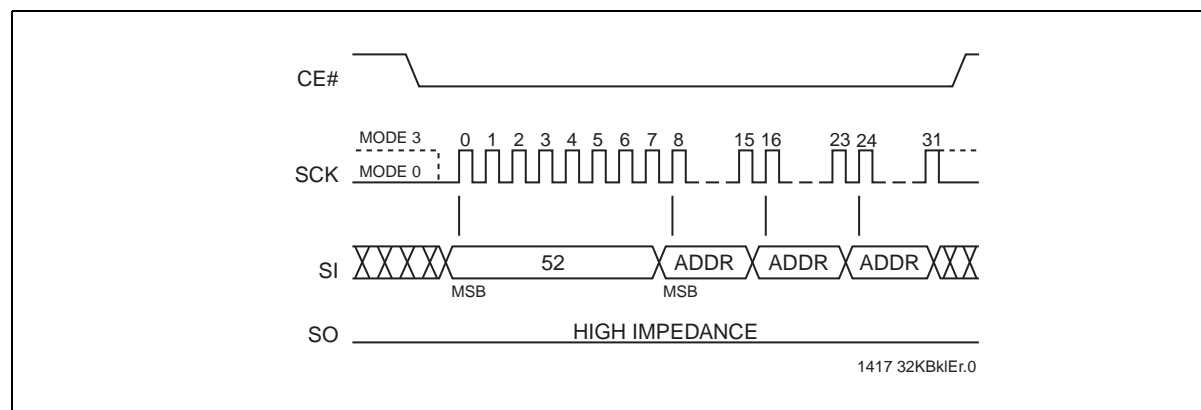 CE#
MODE 3
0 1 2 3 4 5 6 7 8 15 16 23 24 31
SCK MODE 0
SI 52 ADDR ADDR ADDR
MSB MSB
SO HIGH IMPEDANCE
1417 32KBklEr.0